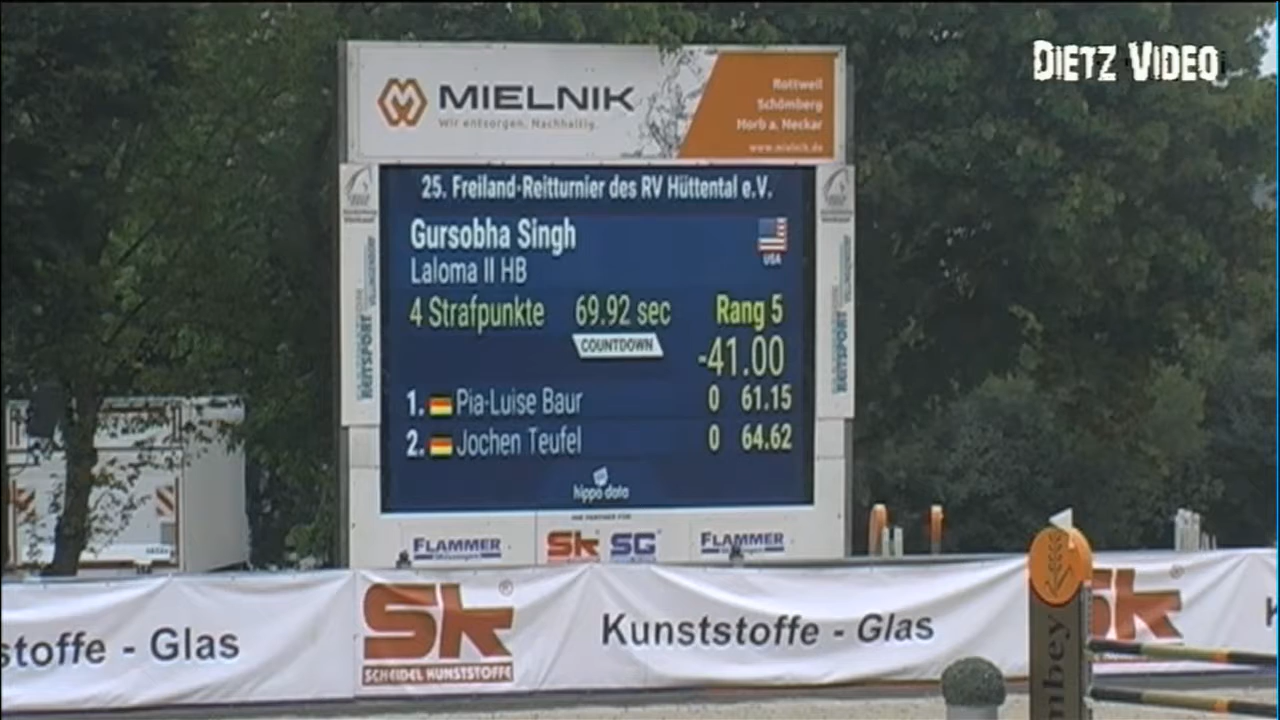 DIETZ VIDEO
MIELNIK
Wir entsorgen. Nachhaltig.
Rottweil
Schömberg
Horb a. Neckar
www.mielnik.de
25. Freiland-Reitturnier des RV Hüttental e.V.
Gursobha Singh
USA
Laloma II HB
4 Strafpunkte 69.92 sec Rang 5
COUNTDOWN -41.00
1. Pia-Luise Baur 0 61.15
2. Jochen Teufel 0 64.62
hippo data
REITSPORT
REITSPORT
FLAMMER SK SG FLAMMER
stoffe - Glas
SK ®
SCHEIDEL KUNSTSTOFFE
Kunststoffe - Glas
sk
K
mbey